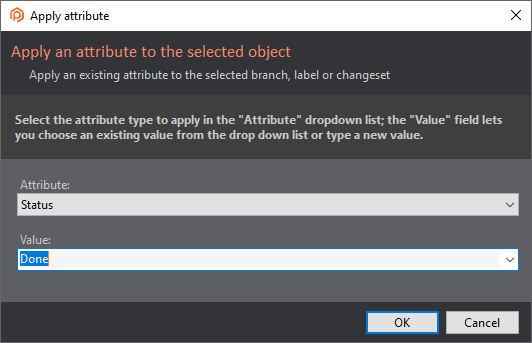 Apply attribute
Apply an attribute to the selected object
Apply an existing attribute to the selected branch, label or changeset
Select the attribute type to apply in the "Attribute" dropdown list; the "Value" field lets
you choose an existing value from the drop down list or type a new value.
Attribute:
Status
Value:
Done
OK
Cancel